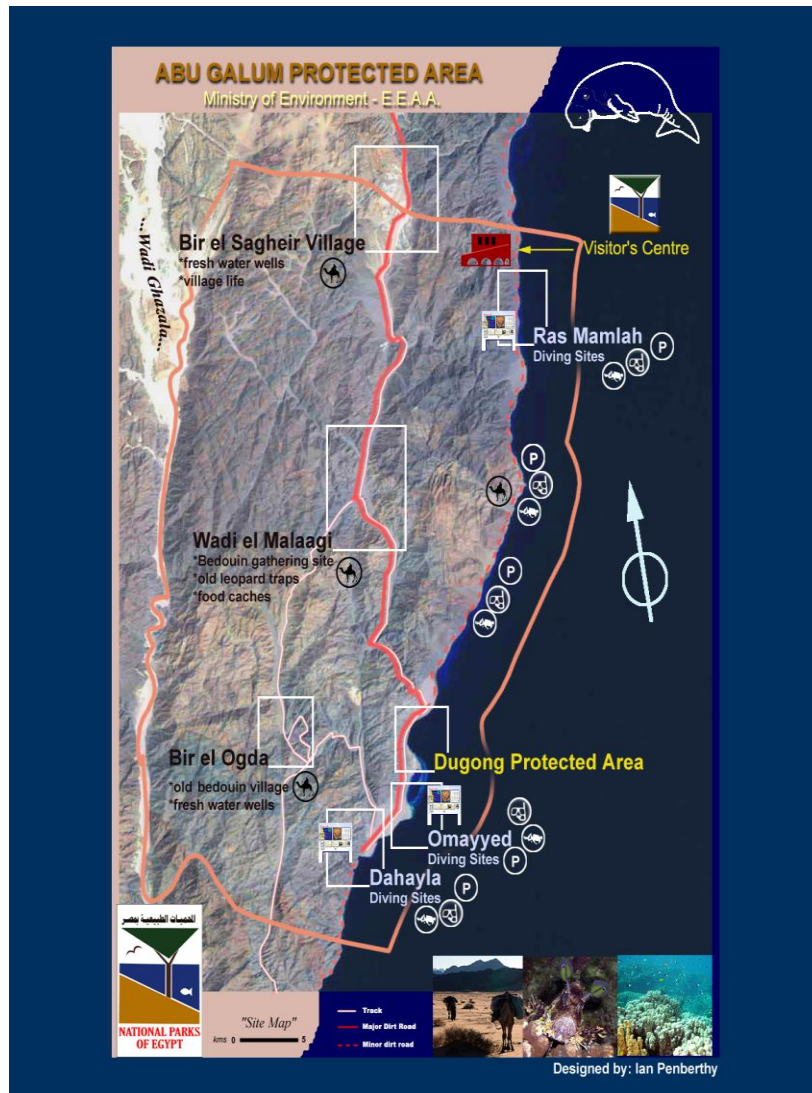 ABU GALUM PROTECTED AREA
Ministry of Environment - E.E.A.A.
Visitor's Centre
...Wadi Ghazala...
Bir el Sagheir Village
*fresh water wells
*village life
Ras Mamlah
Diving Sites
P
P
Wadi el Malaagi
*Bedouin gathering site
*old leopard traps
*food caches
P
Bir el Ogda
*old bedouin village
*fresh water wells
Dugong Protected Area
Omayyed
Diving Sites
P
Dahayla
Diving Sites
P
المحميات الطبيعية بمصر
NATIONAL PARKS
OF EGYPT
"Site Map"
0 5
Track
Major Dirt Road
Minor dirt road
Designed by: Ian Penberthy